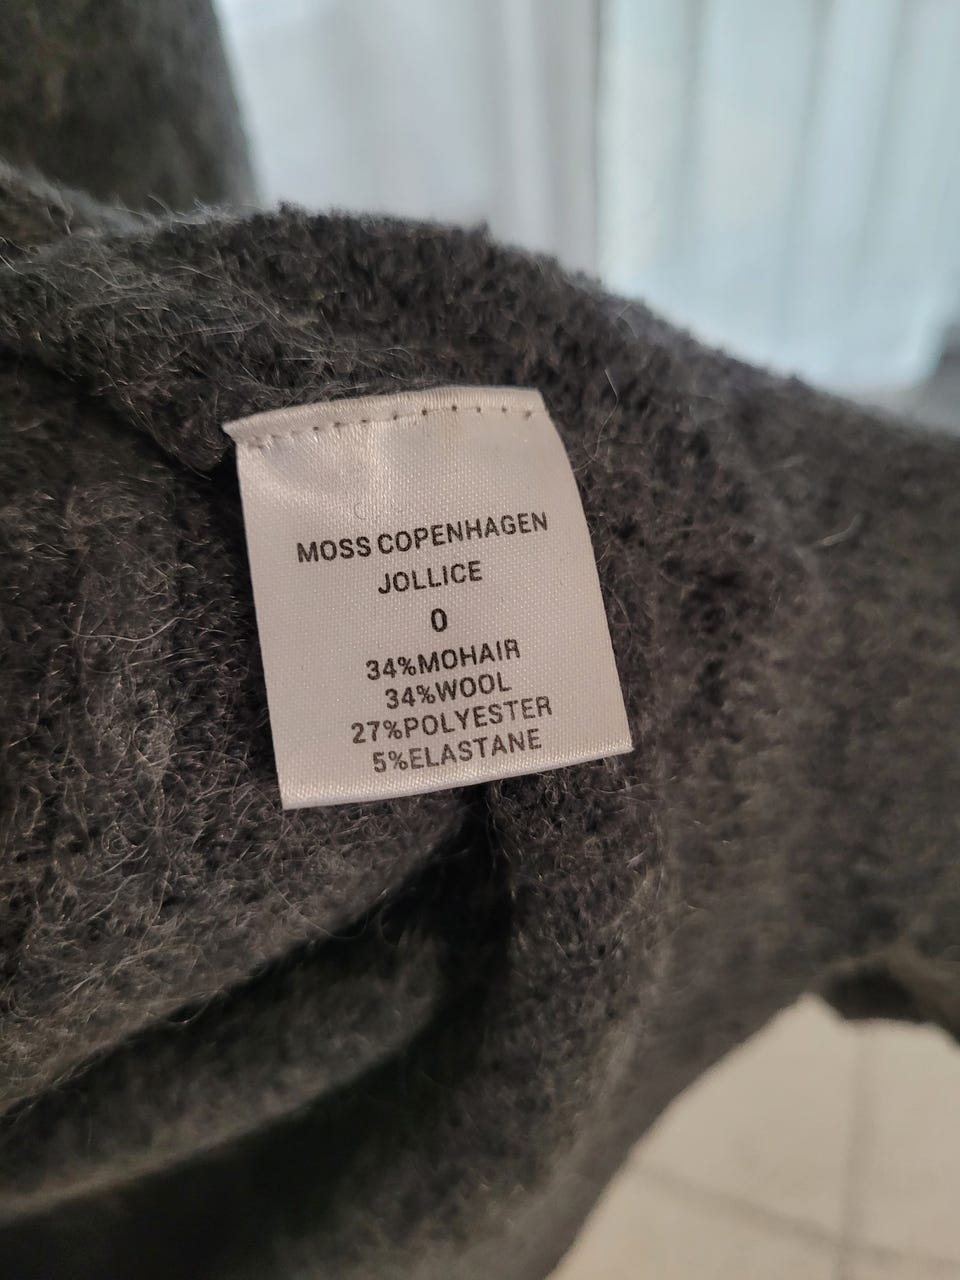 MOSS COPENHAGEN
JOLLICE
0
34%MOHAIR
34%WOOL
27%POLYESTER
5%ELASTANE